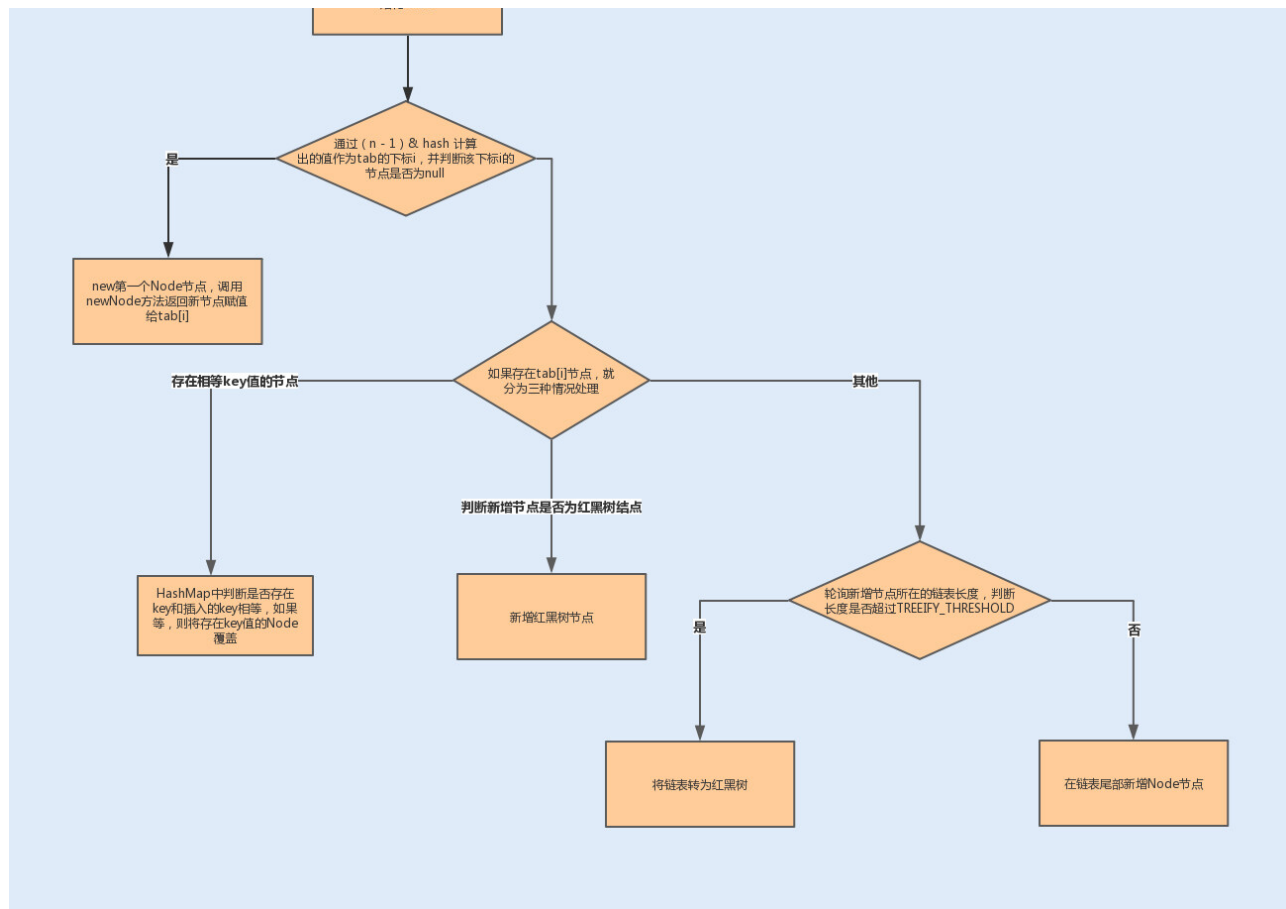 通过（n - 1）& hash 计算
出的值作为tab的下标i，并判断该下标i的
节点是否为null
是
new第一个Node节点，调用
newNode方法返回新节点赋值
给tab[i]
如果存在tab[i]节点，就
分为三种情况处理
存在相等key值的节点
其他
判断新增节点是否为红黑树结点
HashMap中判断是否存在
key和插入的key相等，如果
等，则将存在key值的Node
覆盖
新增红黑树节点
轮询新增节点所在的链表长度，判断
长度是否超过TREEIFY_THRESHOLD
是
否
将链表转为红黑树
在链表尾部新增Node节点